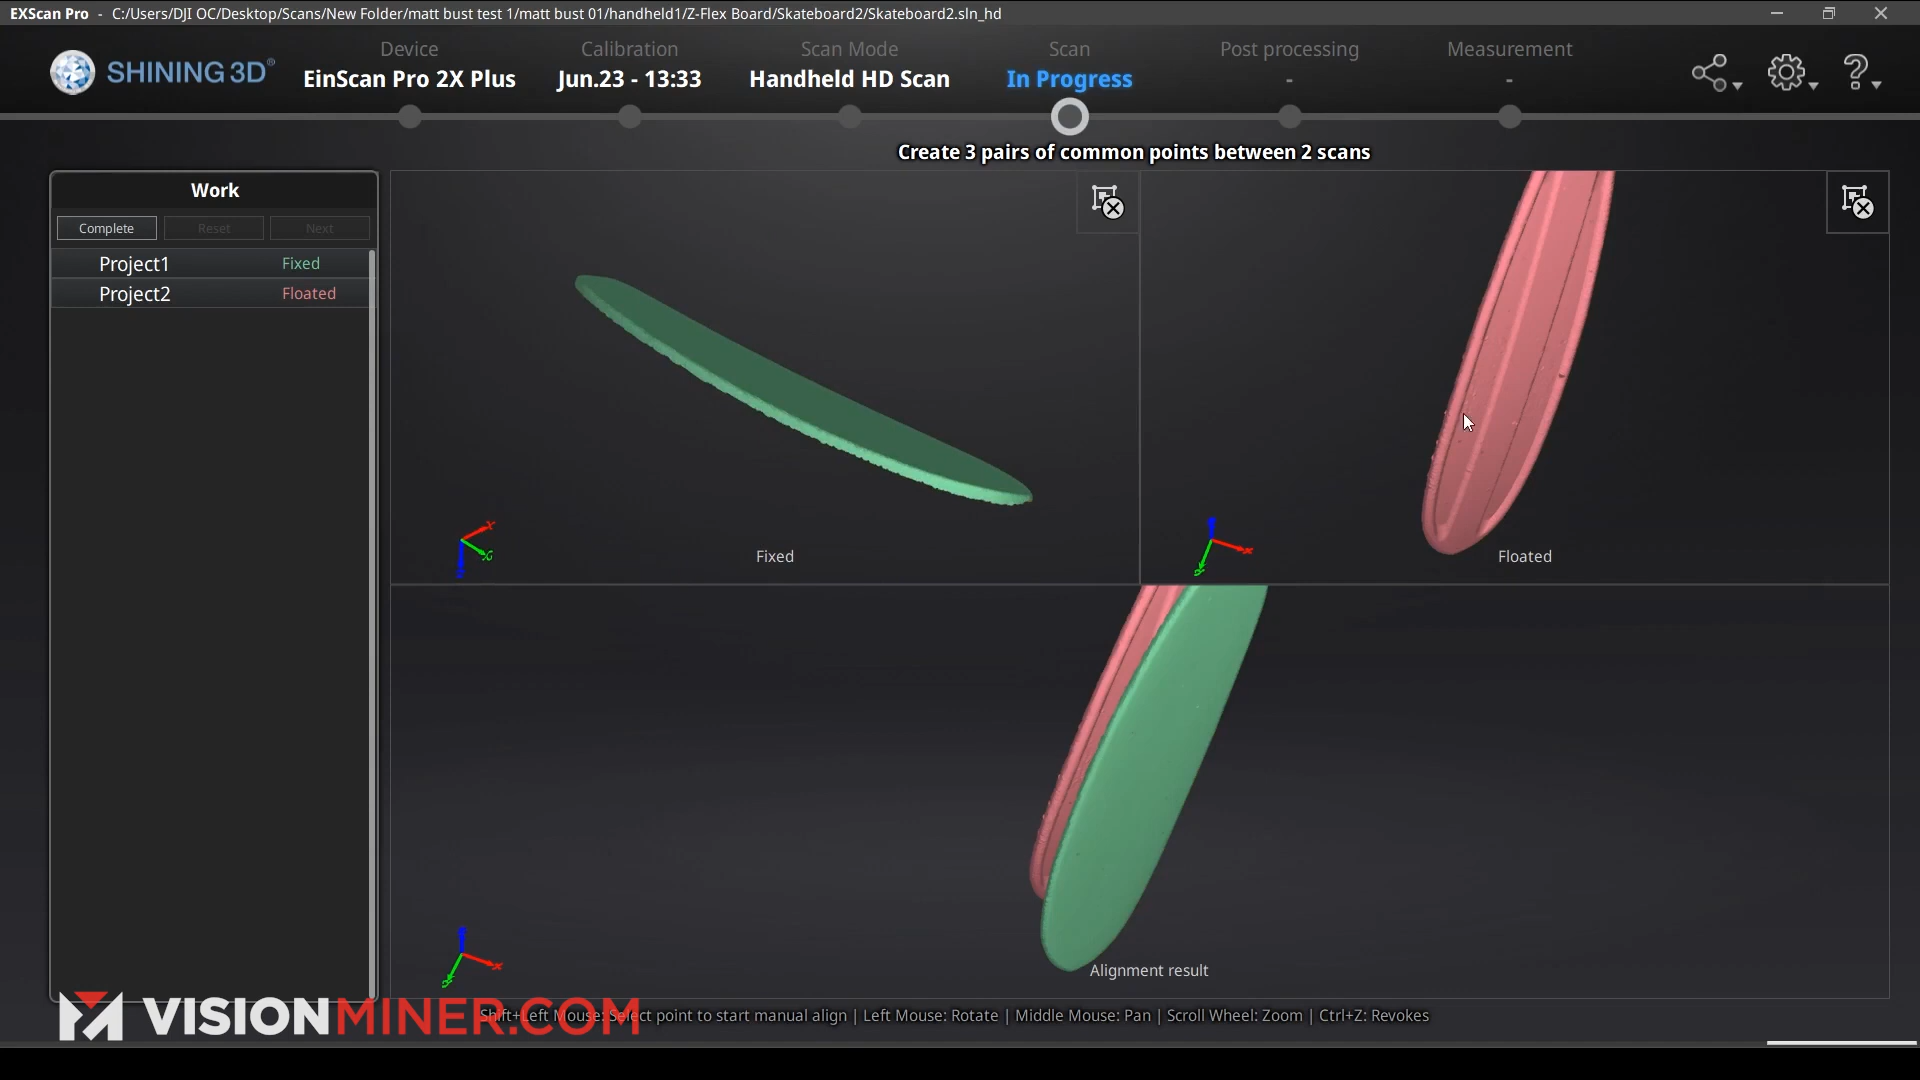 EXScan Pro - C:/Users/DJI OC/Desktop/Scans/New Folder/matt bust test 1/matt bust 01/handheld1/Z-Flex Board/Skateboard2/Skateboard2.sln_hd
SHINING 3D®
Device
EinScan Pro 2X Plus
Calibration
Jun.23 - 13:33
Scan Mode
Handheld HD Scan
Scan
In Progress
Post processing
-
Measurement
-
Create 3 pairs of common points between 2 scans
Work
Complete Reset Next
Project1 Fixed
Project2 Floated
Fixed
Floated
Alignment result
Shift+Left Mouse: Select point to start manual align | Left Mouse: Rotate | Middle Mouse: Pan | Scroll Wheel: Zoom | Ctrl+Z: Revokes
VISIONMINER.COM